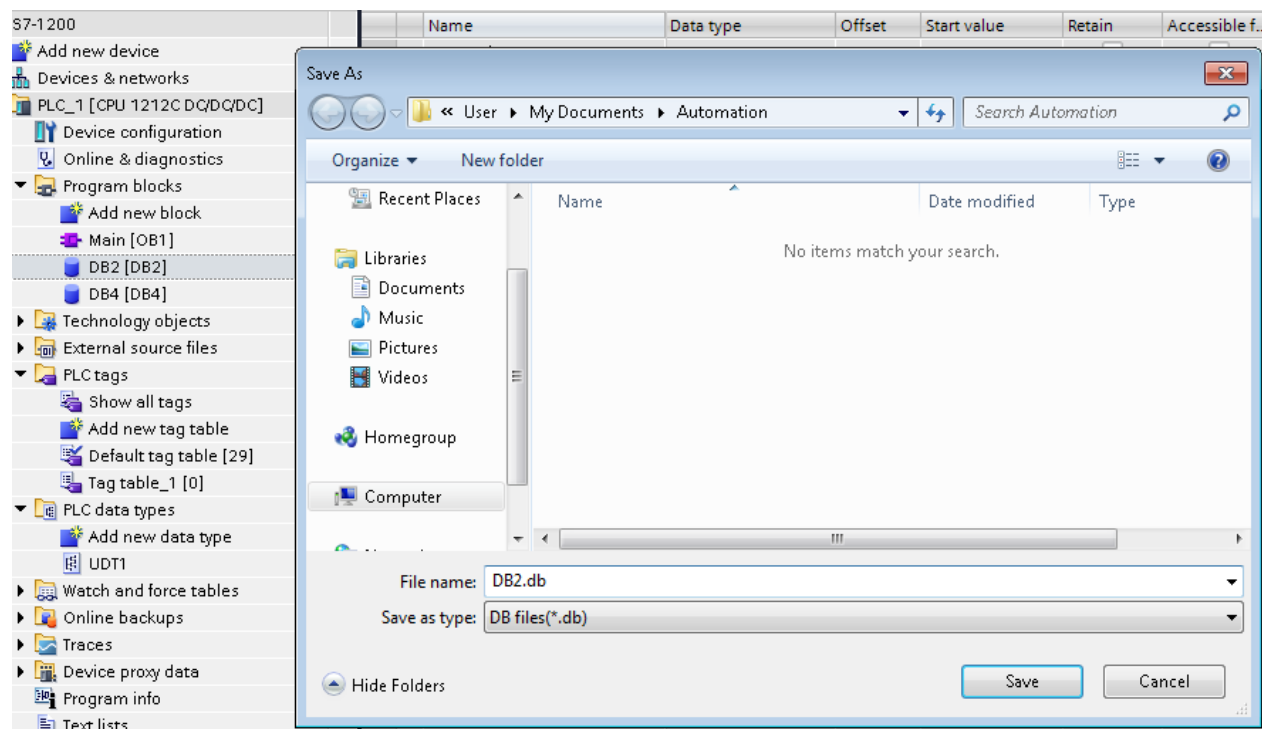 S7-1200
Name Data type Offset Start value Retain Accessible f...
Add new device
Devices & networks
PLC_1 [CPU 1212C DC/DC/DC]
Device configuration
Online & diagnostics
Program blocks
Add new block
Main [OB1]
DB2 [DB2]
DB4 [DB4]
Technology objects
External source files
PLC tags
Show all tags
Add new tag table
Default tag table [29]
Tag table_1 [0]
PLC data types
Add new data type
UDT1
Watch and force tables
Online backups
Traces
Device proxy data
Program info
Text lists
Save As
« User My Documents Automation Search Automation
Organize New folder
Recent Places
Libraries
Documents
Music
Pictures
Videos
Homegroup
Computer
Name Date modified Type
No items match your search.
File name: DB2.db
Save as type: DB files(*.db)
Hide Folders Save Cancel